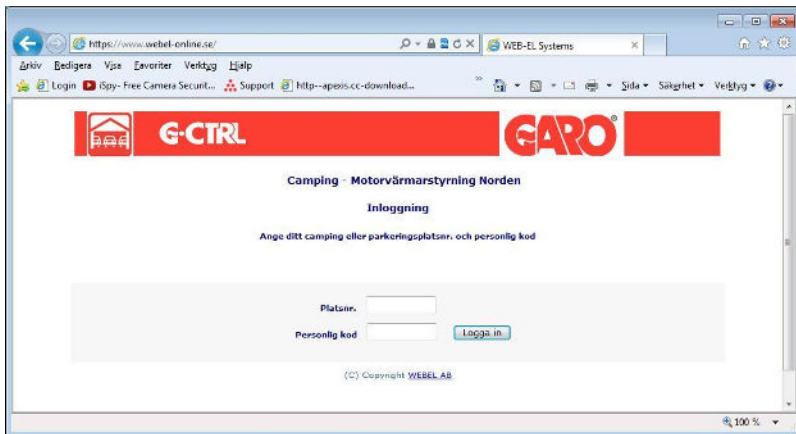 https://www.webel-online.se/
WEB-EL Systems
Arkiv Redigera Visa Favoriter Verktyg Hjälp
Login iSpy- Free Camera Securit... Support http--apexis.cc-download...
Sida Säkerhet Verktyg
G-CTRL GARO
Camping - Motorvärmarstyrning Norden
Inloggning
Ange ditt camping eller parkeringsplatsnr. och personlig kod
Platsnr.
Personlig kod Logga in
(C) Copyright WEBEL AB
100 %